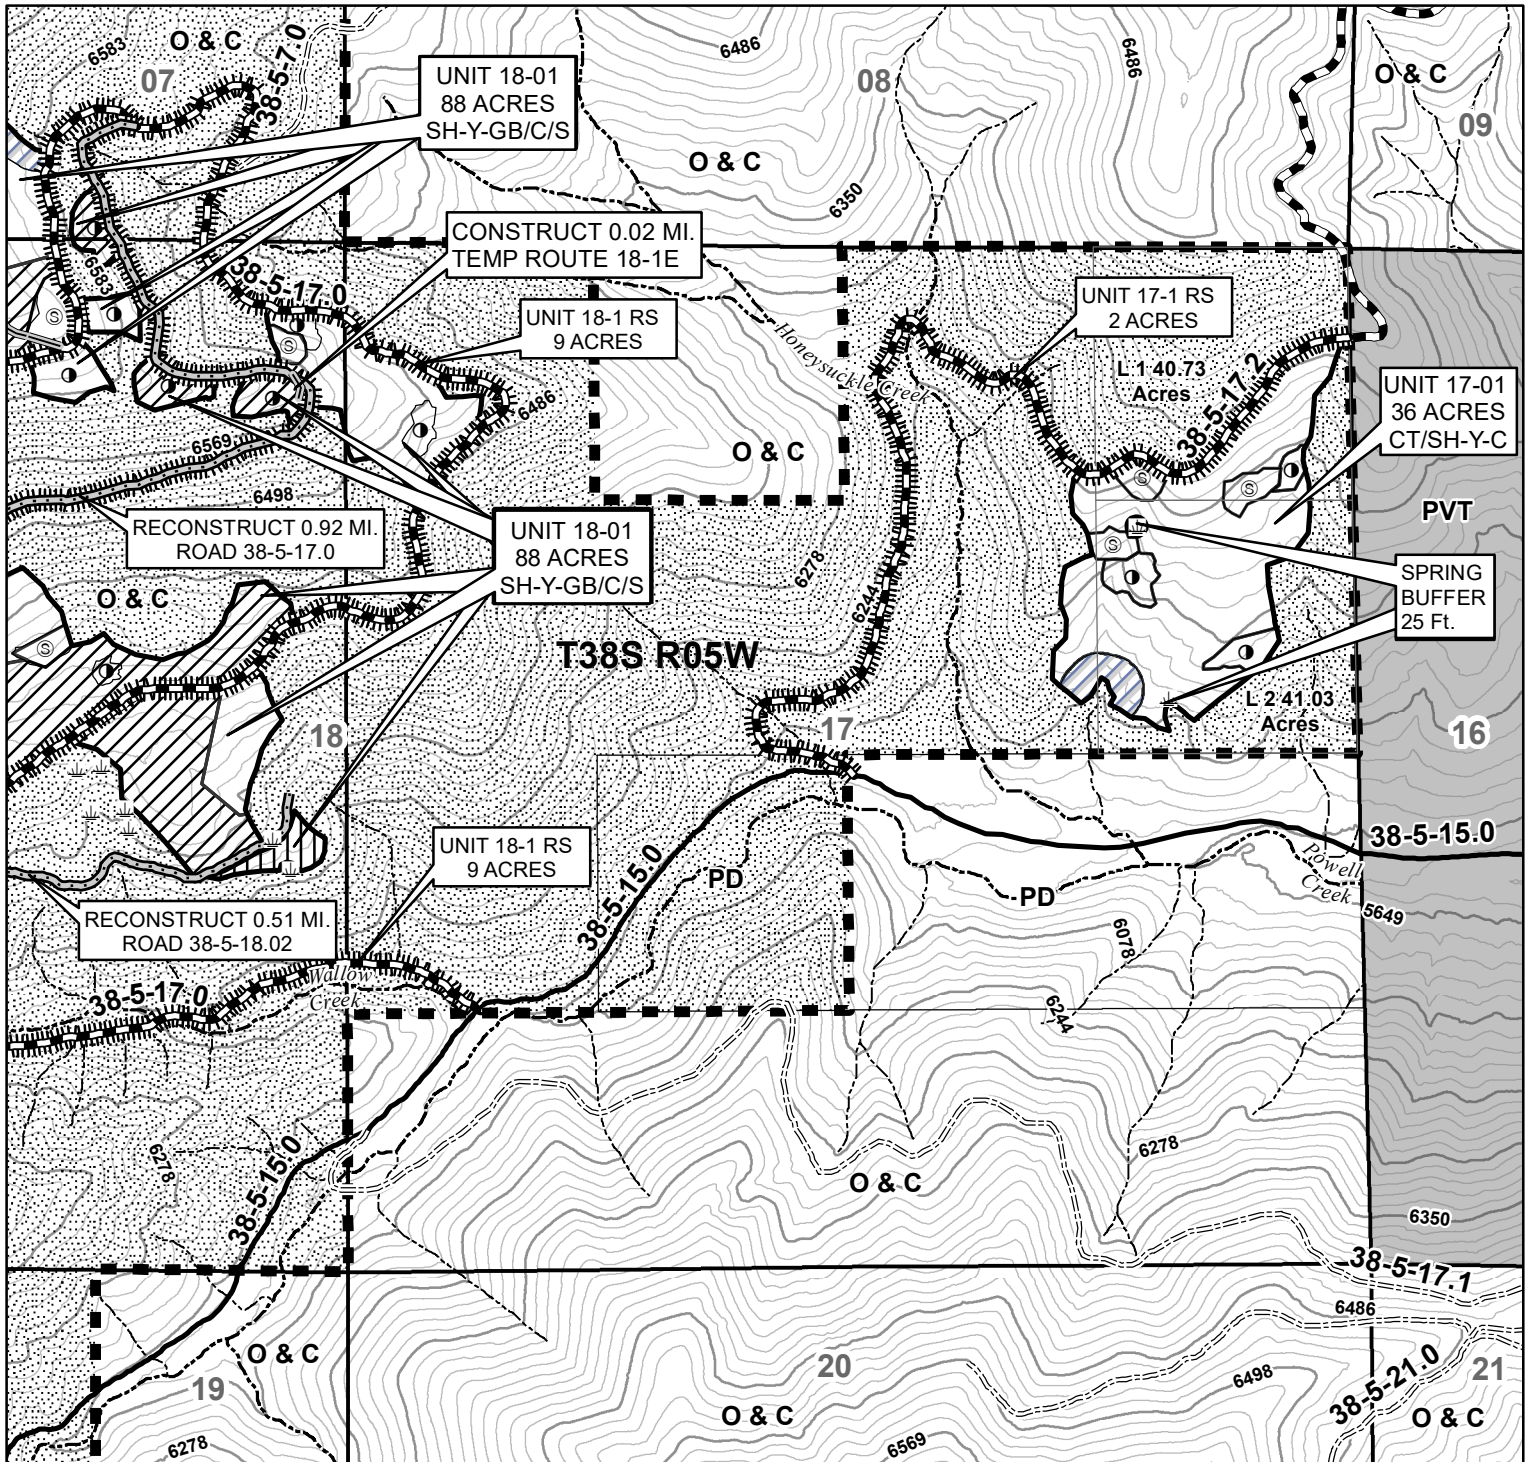 6583
O & C
07
38-5-7.0
UNIT 18-01
88 ACRES
SH-Y-GB/C/S
6486
08
6486
O & C
09
O & C
6350
6583
38-5-17.0
CONSTRUCT 0.02 MI.
TEMP ROUTE 18-1E
UNIT 18-1 RS
9 ACRES
Honeysuckle Creek
UNIT 17-1 RS
2 ACRES
L 1 40.73
Acres
38-5-17.2
UNIT 17-01
36 ACRES
CT/SH-Y-C
S
S
6486
6569
6498
O & C
S
S
S
PVT
RECONSTRUCT 0.92 MI.
ROAD 38-5-17.0
UNIT 18-01
88 ACRES
SH-Y-GB/C/S
6278
6244
SPRING
BUFFER
25 Ft.
O & C
S
T38S R05W
L 2 41.03
Acres
18
17
16
38-5-15.0
UNIT 18-1 RS
9 ACRES
38-5-15.0
PD
PD
Powell
Creek
5649
RECONSTRUCT 0.51 MI.
ROAD 38-5-18.02
6078
Wallow
Creek
38-5-17.0
6244
6278
38-5-15.0
6278
O & C
6350
38-5-17.1
6486
O & C
19
20
6498
38-5-21.0
21
O & C
O & C
6278
6569